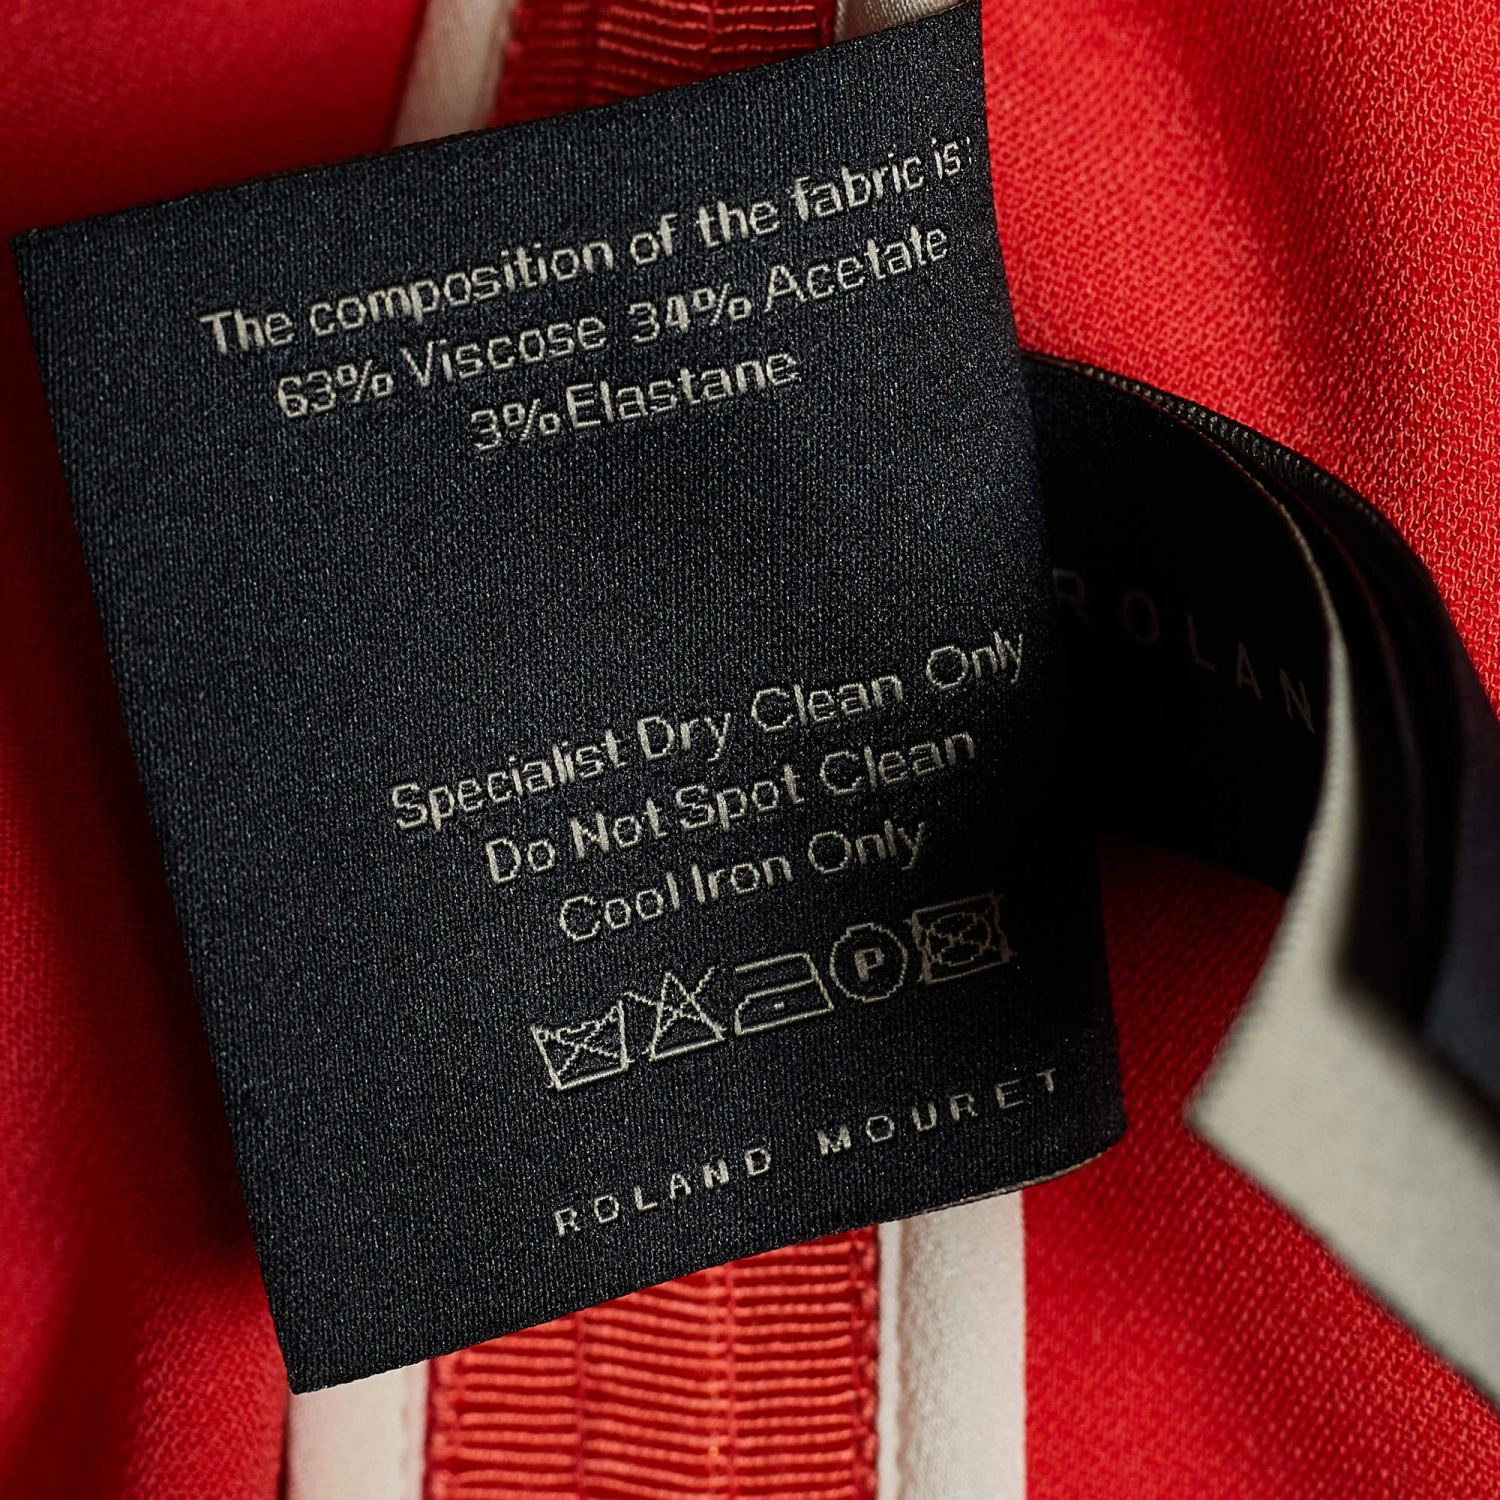 The composition of the fabric is:
63% Viscose 34% Acetate
3% Elastane
Specialist Dry Clean Only
Do Not Spot Clean
Cool Iron Only
P
ROLAND MOURET
ROLAN